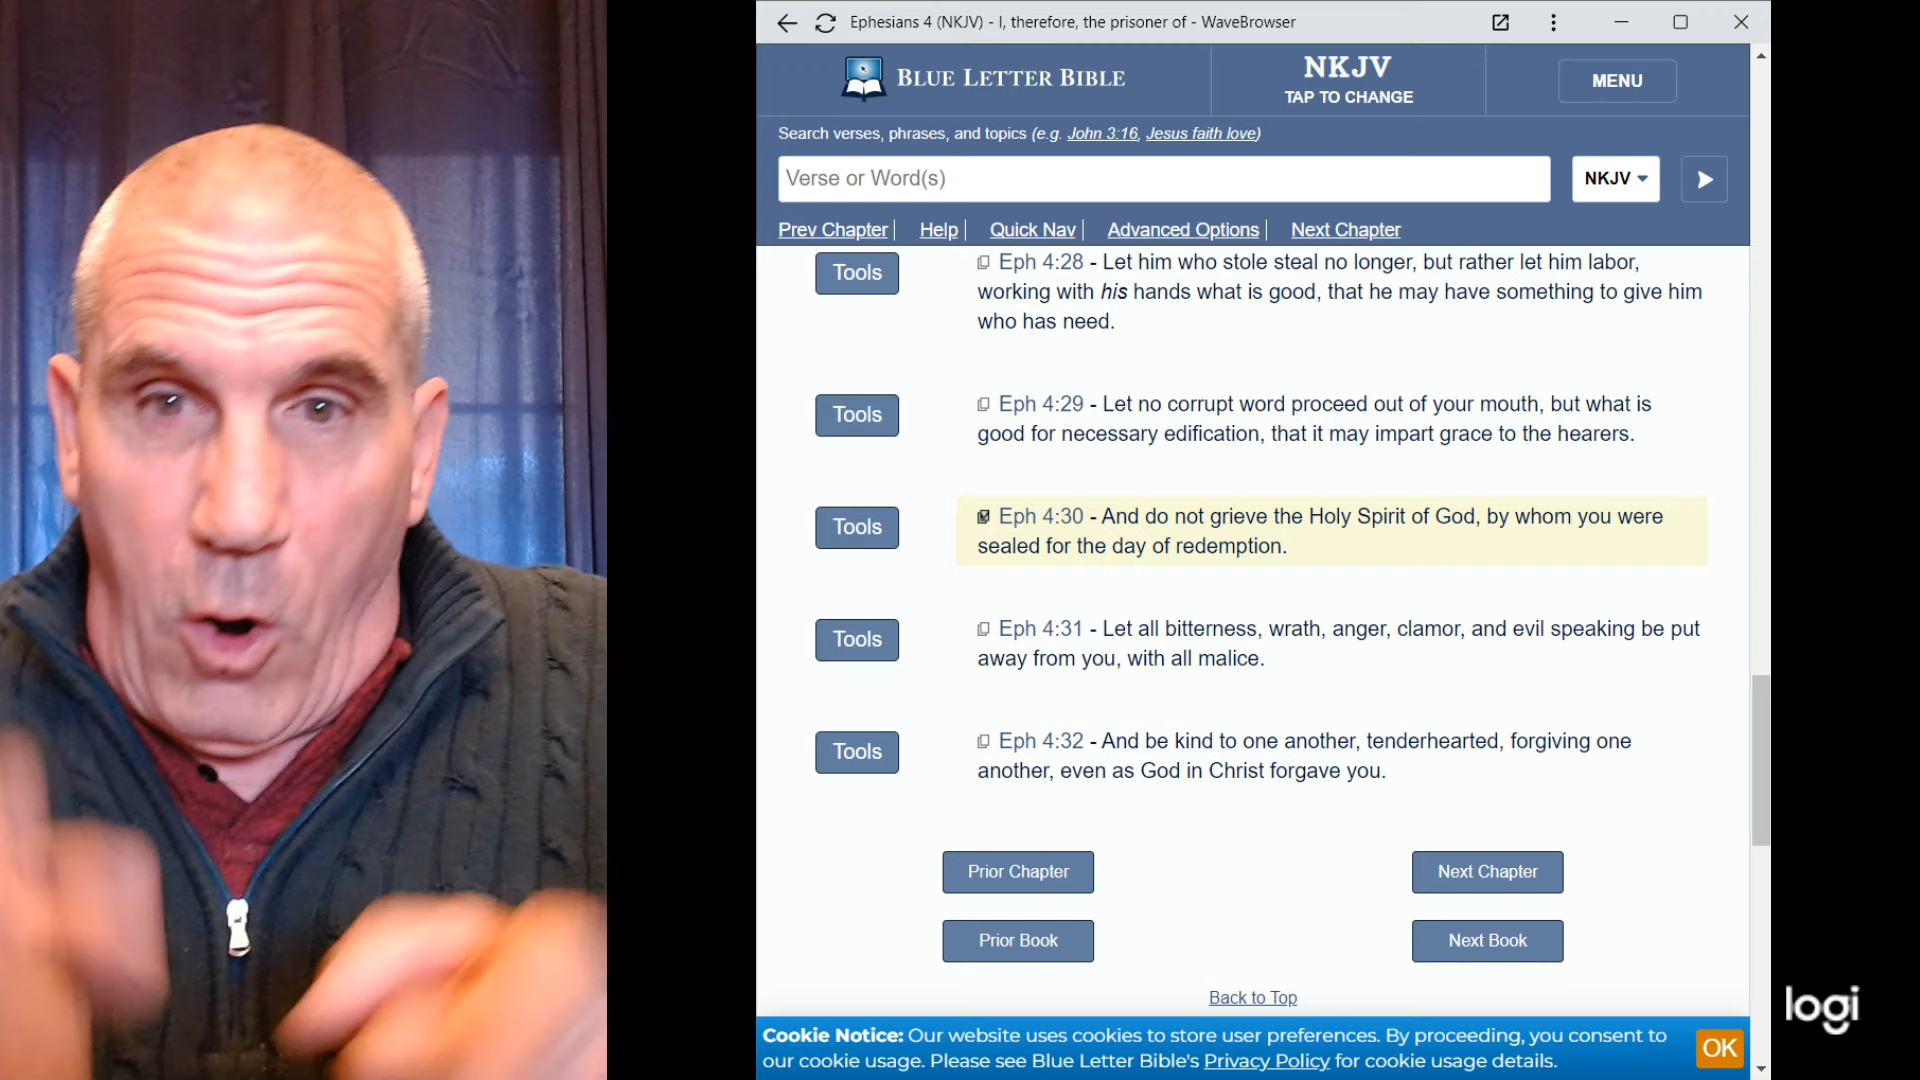 Ephesians 4 (NKJV) - I, therefore, the prisoner of - WaveBrowser
BLUE LETTER BIBLE
NKJV
TAP TO CHANGE
MENU
Search verses, phrases, and topics (e.g. John 3:16, Jesus faith love)
Verse or Word(s)
NKJV
Prev Chapter | Help | Quick Nav | Advanced Options | Next Chapter
Tools
Eph 4:28 - Let him who stole steal no longer, but rather let him labor,
working with his hands what is good, that he may have something to give him
who has need.
Tools
Eph 4:29 - Let no corrupt word proceed out of your mouth, but what is
good for necessary edification, that it may impart grace to the hearers.
Tools
Eph 4:30 - And do not grieve the Holy Spirit of God, by whom you were
sealed for the day of redemption.
Tools
Eph 4:31 - Let all bitterness, wrath, anger, clamor, and evil speaking be put
away from you, with all malice.
Tools
Eph 4:32 - And be kind to one another, tenderhearted, forgiving one
another, even as God in Christ forgave you.
Prior Chapter
Next Chapter
Prior Book
Next Book
Back to Top
Cookie Notice: Our website uses cookies to store user preferences. By proceeding, you consent to
our cookie usage. Please see Blue Letter Bible's Privacy Policy for cookie usage details.
OK
logi